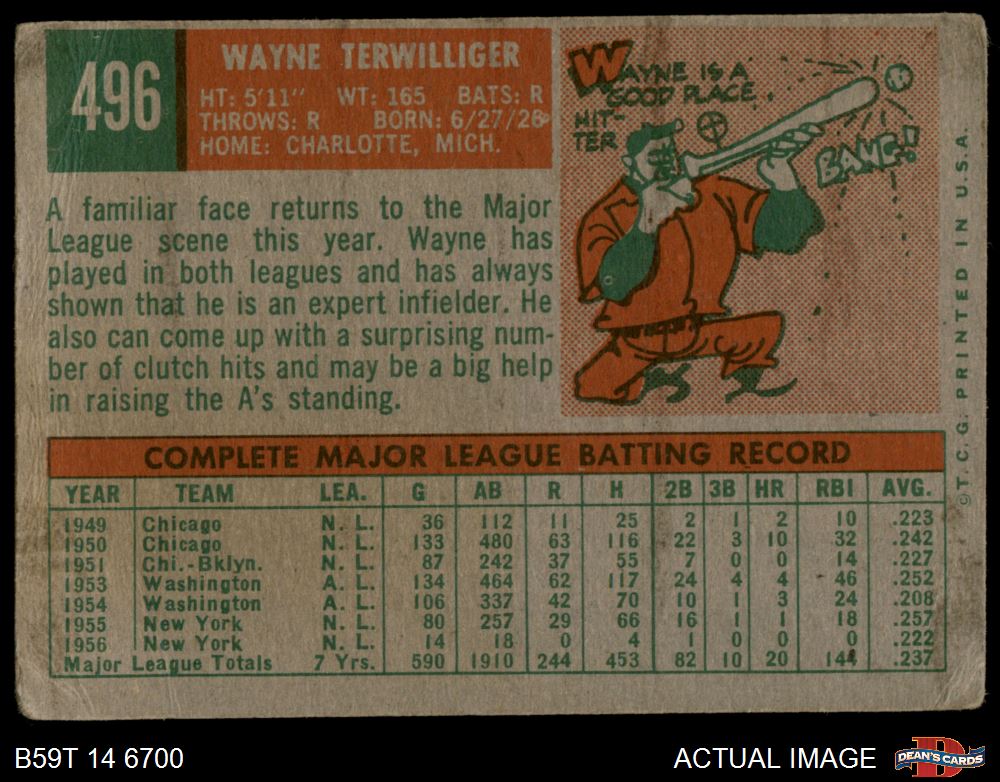 496
WAYNE TERWILLIGER
HT: 5'11" WT: 165 BATS: R
THROWS: R BORN: 6/27/28
HOME: CHARLOTTE, MICH.
A familiar face returns to the Major
League scene this year. Wayne has
played in both leagues and has always
shown that he is an expert infielder. He
also can come up with a surprising num-
ber of clutch hits and may be a big help
in raising the A's standing.
WAYNE IS A
GOOD PLACE
HIT-
TER
BANG!
©T.C.G. PRINTED IN U.S.A.
COMPLETE MAJOR LEAGUE BATTING RECORD
YEAR TEAM LEA. G AB R H 2B 3B HR RBI AVG.
1949 Chicago N. L. 36 112 11 25 2 1 2 10 .223
1950 Chicago N. L. 133 480 63 116 22 3 10 32 .242
1951 Chi.-Bklyn. N. L. 87 242 37 55 7 0 0 14 .227
1953 Washington A. L. 134 464 62 117 24 4 4 46 .252
1954 Washington A. L. 106 337 42 70 10 1 3 24 .208
1955 New York N. L. 80 257 29 66 16 1 1 18 .257
1956 New York N. L. 14 18 0 4 1 0 0 0 .222
Major League Totals 7 Yrs. 590 1910 244 453 82 10 20 144 .237
B59T 14 6700
ACTUAL IMAGE
D
DEAN'S CARDS